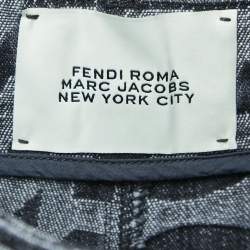 FENDI ROMA
MARC JACOBS
NEW YORK CITY